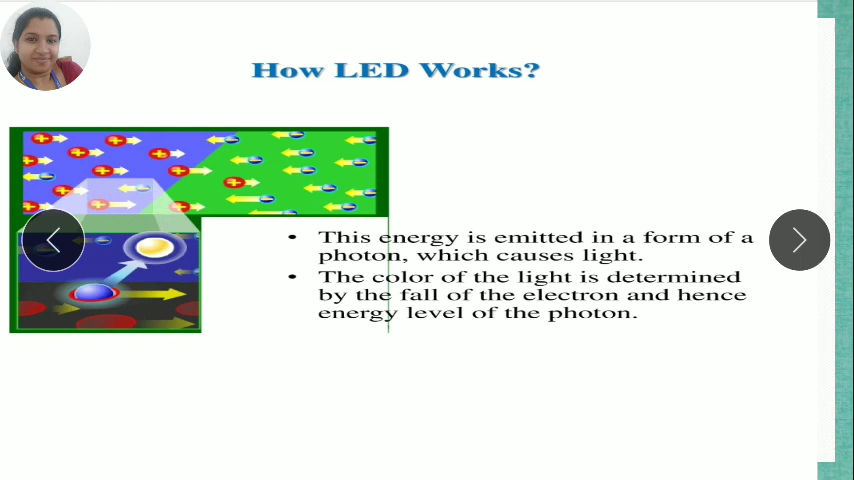 How LED Works?
• This energy is emitted in a form of a
photon, which causes light.
• The color of the light is determined
by the fall of the electron and hence
energy level of the photon.